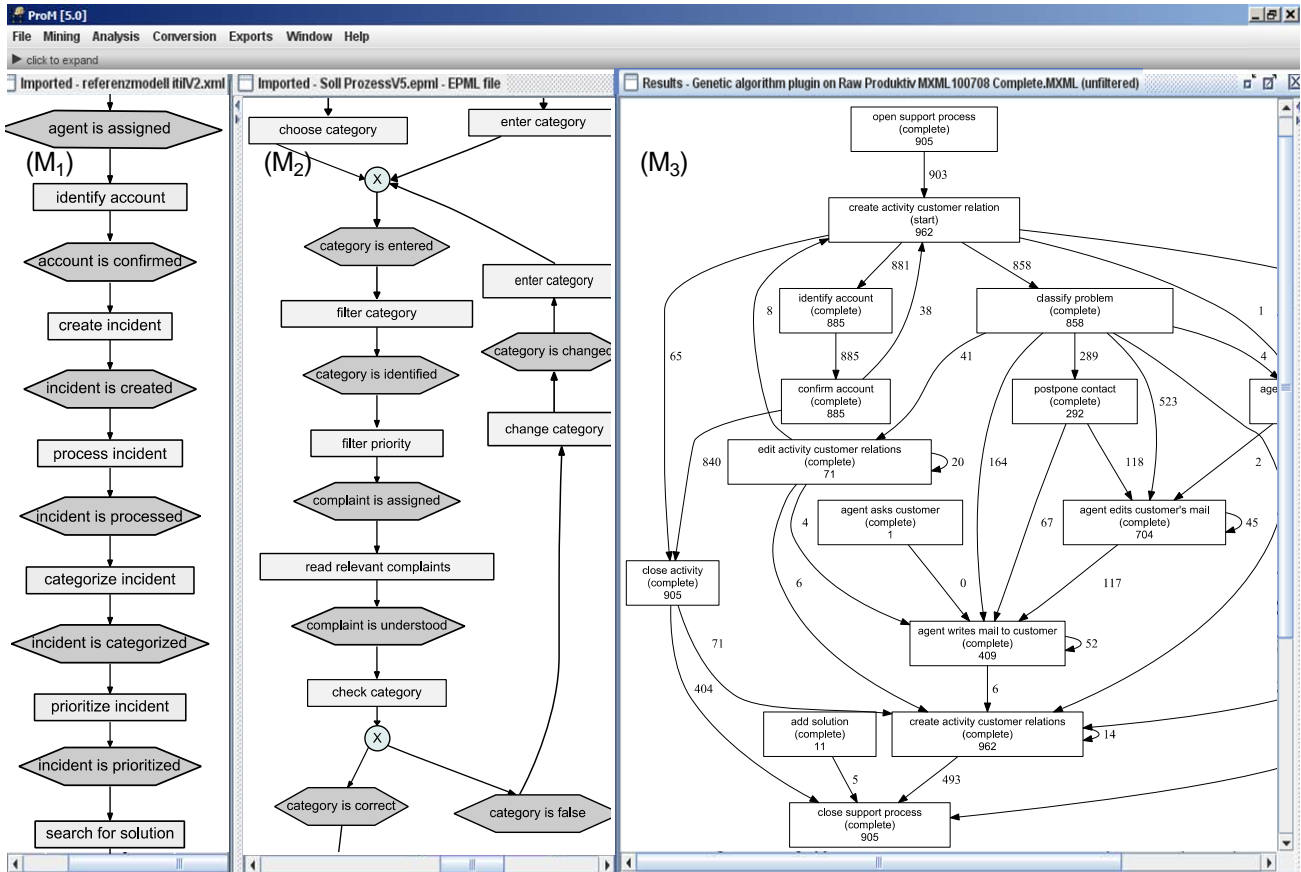 ProM [5.0]
File Mining Analysis Conversion Exports Window Help
click to expand
Imported - referenzmodell itilV2.xml
(M1)
agent is assigned
identify account
account is confirmed
create incident
incident is created
process incident
incident is processed
categorize incident
incident is categorized
prioritize incident
incident is prioritized
search for solution
Imported - Soll ProzessV5.epml - EPML file
(M2)
choose category
enter category
X
category is entered
filter category
category is identified
filter priority
complaint is assigned
read relevant complaints
complaint is understood
check category
X
category is correct
category is false
change category
category is changed
enter category
Results - Genetic algorithm plugin on Raw Produktiv MXML100708 Complete.MXML (unfiltered)
(M3)
open support process
(complete)
905
903
create activity customer relation
(start)
962
881
858
identify account
(complete)
885
38
8
classify problem
(complete)
858
1
65
885
41
289
4
confirm account
(complete)
885
postpone contact
(complete)
292
523
840
edit activity customer relations
(complete)
71
20
164
118
2
agent asks customer
(complete)
1
4
67
agent edits customer's mail
(complete)
704
45
close activity
(complete)
905
6
0
117
agent writes mail to customer
(complete)
409
52
71
404
6
add solution
(complete)
11
create activity customer relations
(complete)
962
14
5
493
close support process
(complete)
905